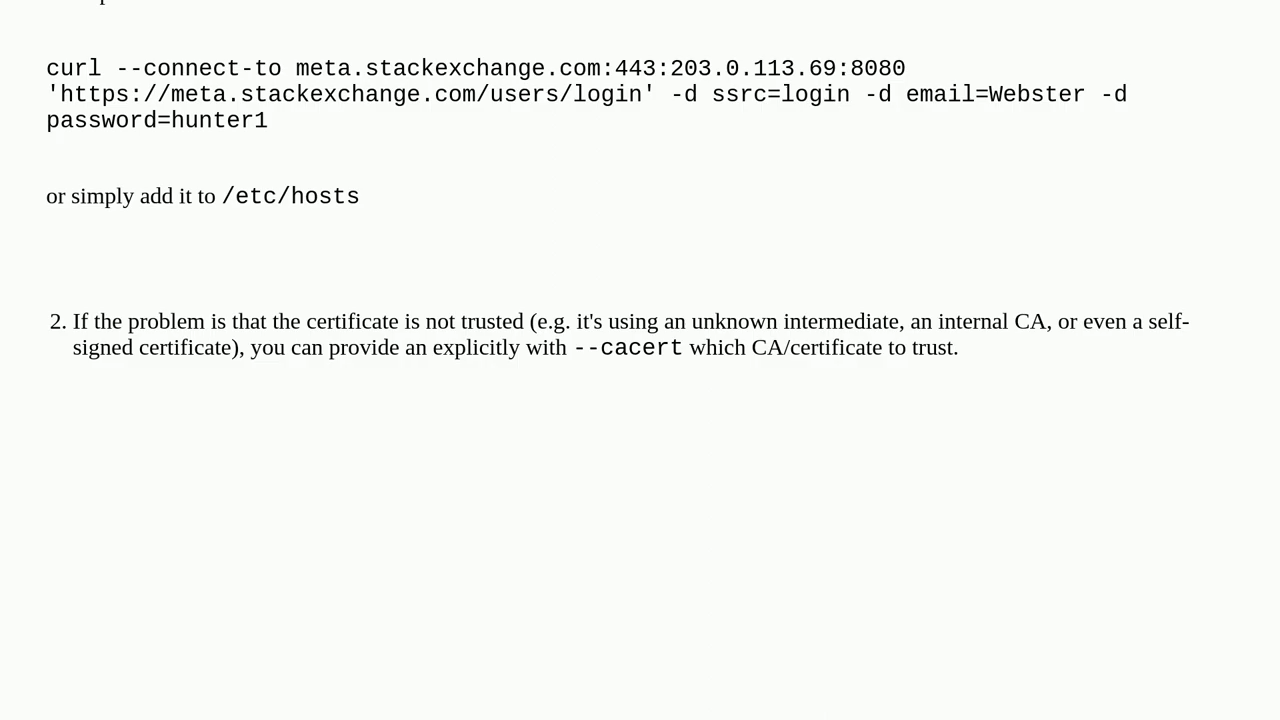 curl --connect-to meta.stackexchange.com:443:203.0.113.69:8080
'https://meta.stackexchange.com/users/login' -d ssrc=login -d email=Webster -d
password=hunter1
or simply add it to /etc/hosts
2. If the problem is that the certificate is not trusted (e.g. it's using an unknown intermediate, an internal CA, or even a self-
signed certificate), you can provide an explicitly with --cacert which CA/certificate to trust.